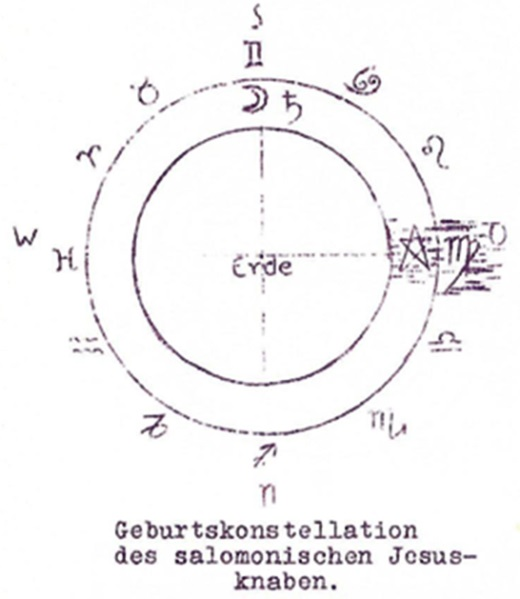 S
W
O
Erde
n
Geburtskonstellation
des salomonischen Jesus-
knaben.